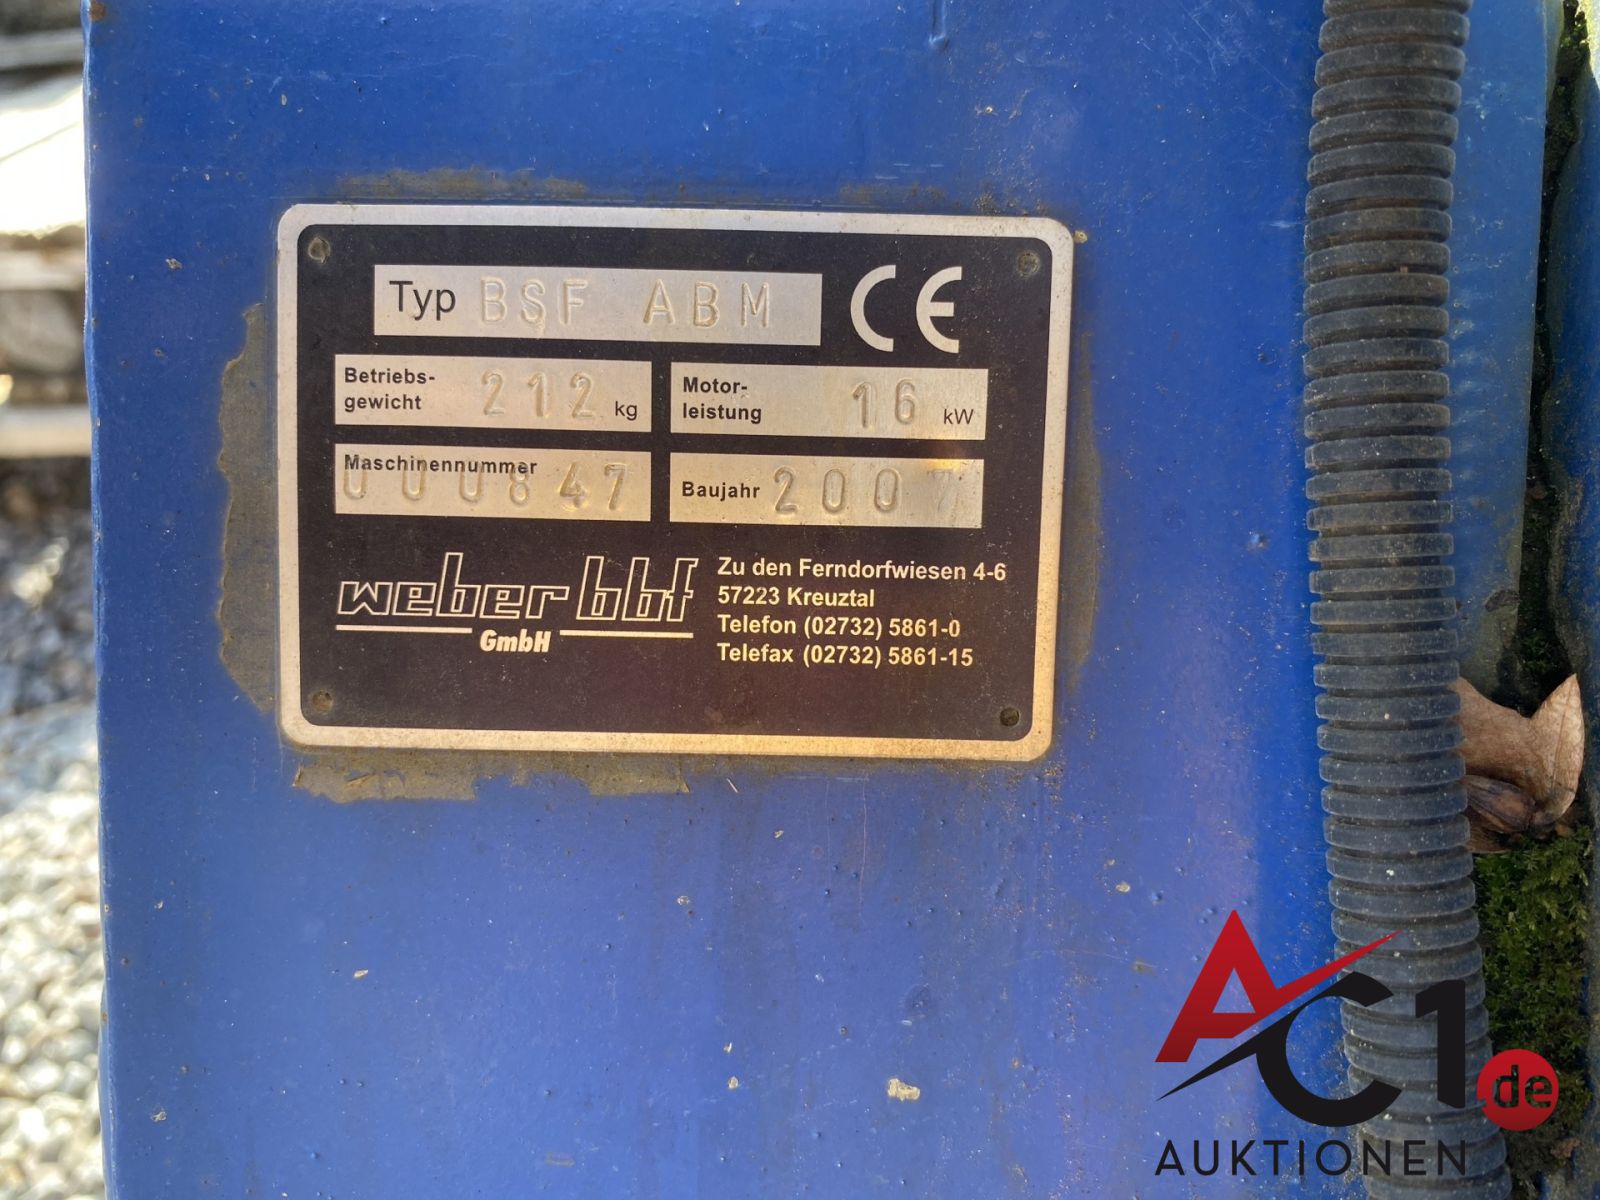 Typ BSF ABM CE
Betriebs-
gewicht 212 kg
Motor-
leistung 16 kW
Maschinennummer
000847
Baujahr 2007
weber bbf
GmbH
Zu den Ferndorfwiesen 4-6
57223 Kreuztal
Telefon (02732) 5861-0
Telefax (02732) 5861-15
AC1.de
AUKTIONEN